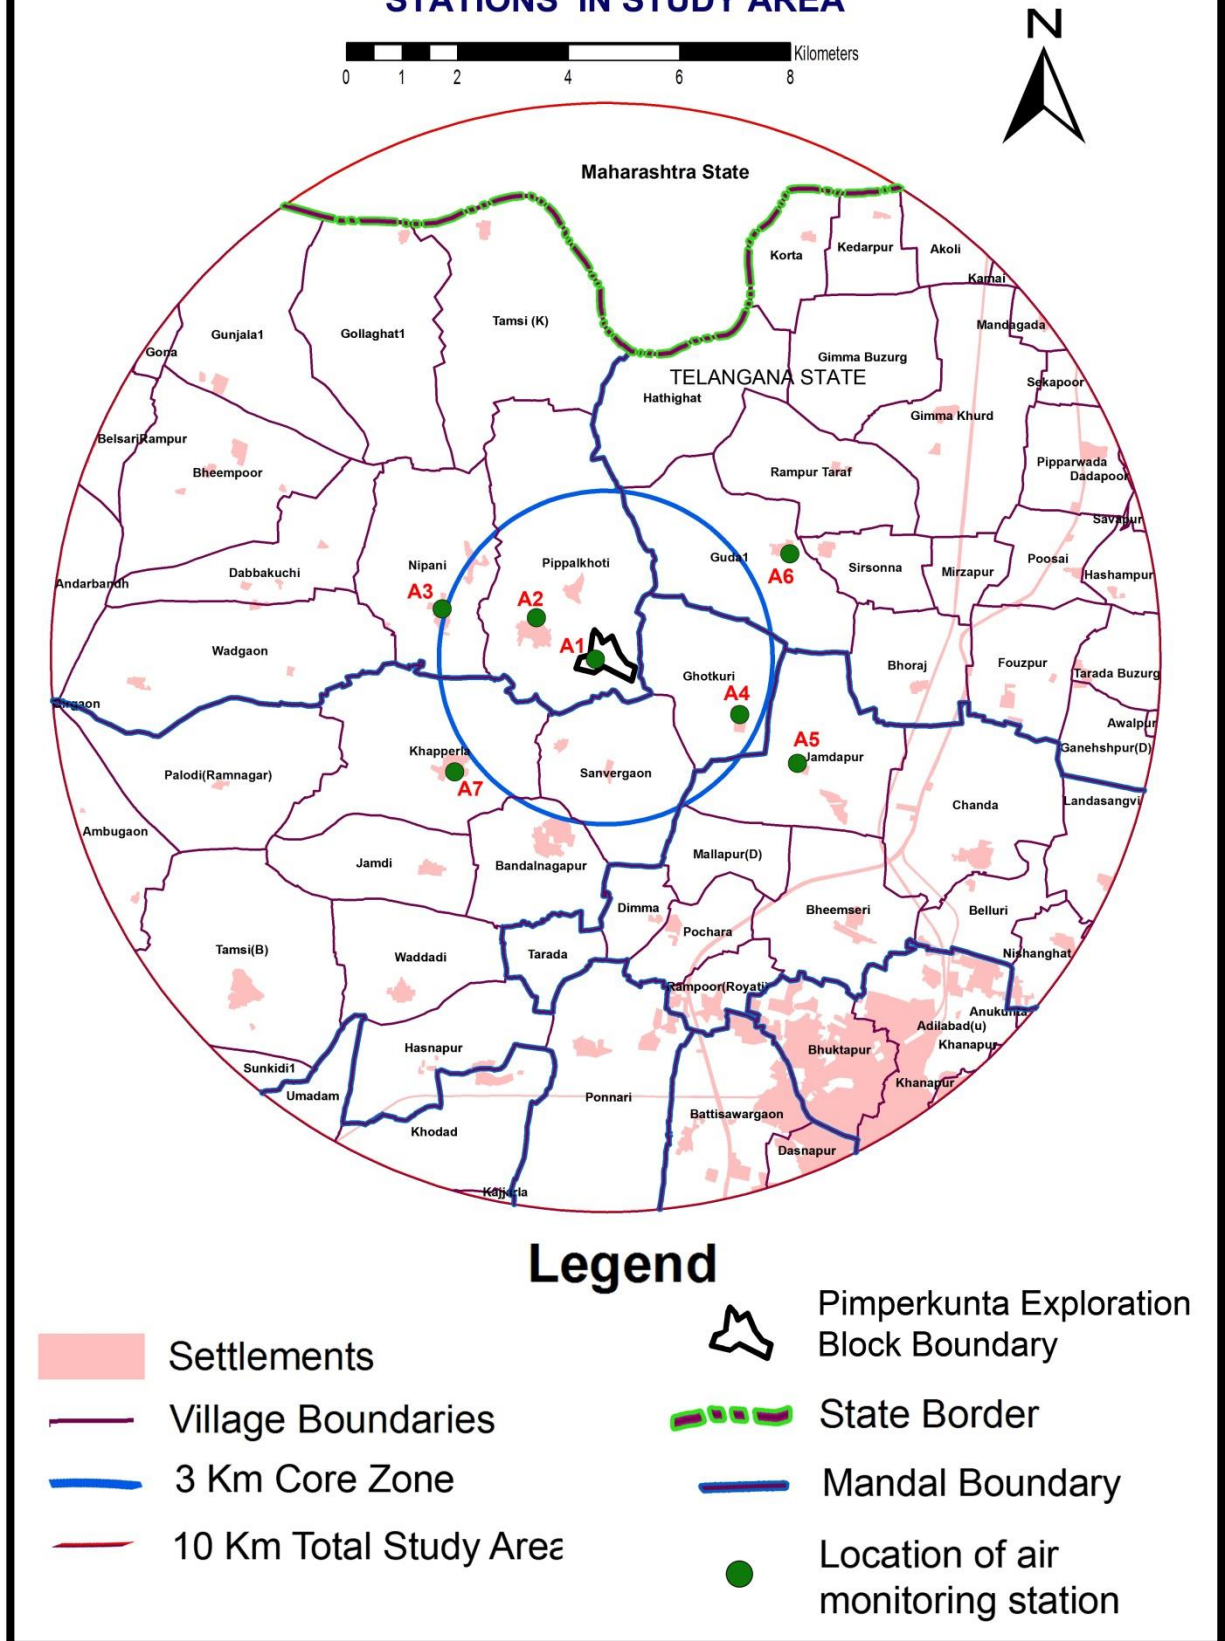 STATIONS IN STUDY AREA
N
Kilometers
0 1 2 4 6 8
Maharashtra State
Korta
Kedarpur
Akoli
Kamai
Gunjala1
Gollaghat1
Tamsi (K)
Mandagada
Gona
Gimma Buzurg
TELANGANA STATE
Sekapoor
Hathighat
Gimma Khurd
Belsari Rampur
Bheempoor
Rampur Taraf
Pipparwada
Dadapoor
Savapur
Nipani
Pippalkhoti
Guda1
Poosai
Sirsonna
Mirzapur
Hashampur
Dabbakuchi
Andarbandh
A6
A3
A2
Wadgaon
A1
Bhoraj
Fouzpur
Tarada Buzurg
Ghotkuri
A4
Girgaon
Awalpur
A5
Ganehshpur(D)
Khapperla
Jamdapur
Palodi(Ramnagar)
Sanvergaon
A7
Chanda
Landasangvi
Ambugaon
Mallapur(D)
Jamdi
Bandalnagapur
Dimma
Bheemseri
Belluri
Pochara
Tamsi(B)
Waddadi
Tarada
Nishanghat
Rampoor(Royati)
Anukunta
Adilabad(u)
Khanapur
Hasnapur
Bhuktapur
Sunkidi1
Khanapur
Umadam
Ponnari
Battisawargaon
Khodad
Dasnapur
Kajjarla
Legend
Settlements
Village Boundaries
3 Km Core Zone
10 Km Total Study Area
Pimperkunta Exploration
Block Boundary
State Border
Mandal Boundary
Location of air
monitoring station